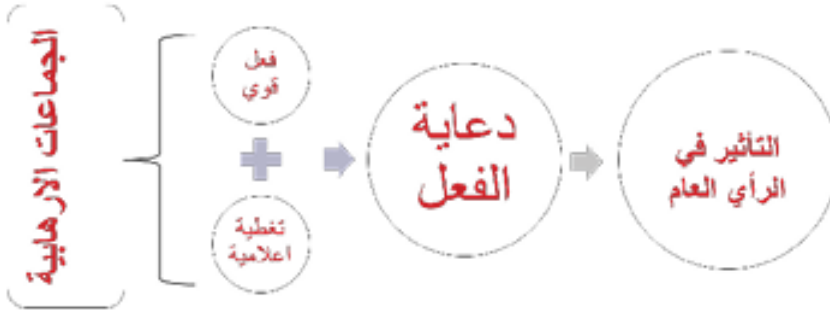 الجماعات الارهابية
فعل
قوي
تغطية
اعلامية
دعاية
الفعل
التأثير في
الرأي العام